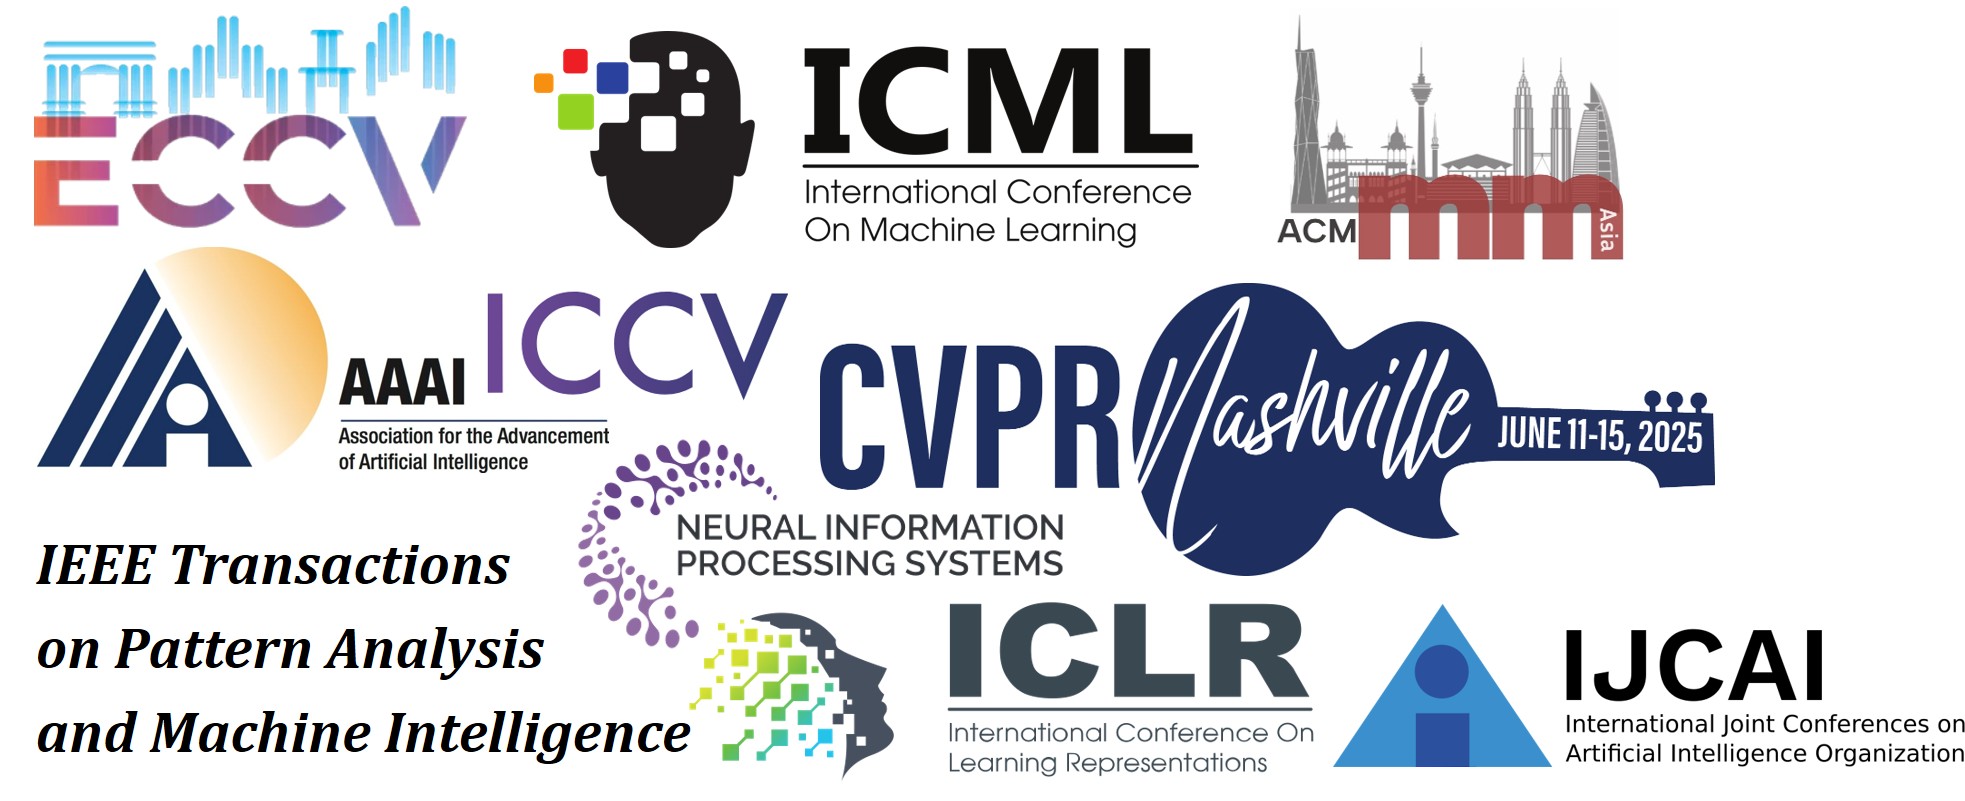 ECCV
ICML
International Conference
On Machine Learning
ACM mm Asia
AAAI
Association for the Advancement
of Artificial Intelligence
ICCV
CVPR Nashville JUNE 11-15, 2025
NEURAL INFORMATION
PROCESSING SYSTEMS
IEEE Transactions
on Pattern Analysis
and Machine Intelligence
ICLR
International Conference On
Learning Representations
IJCAI
International Joint Conferences on
Artificial Intelligence Organization